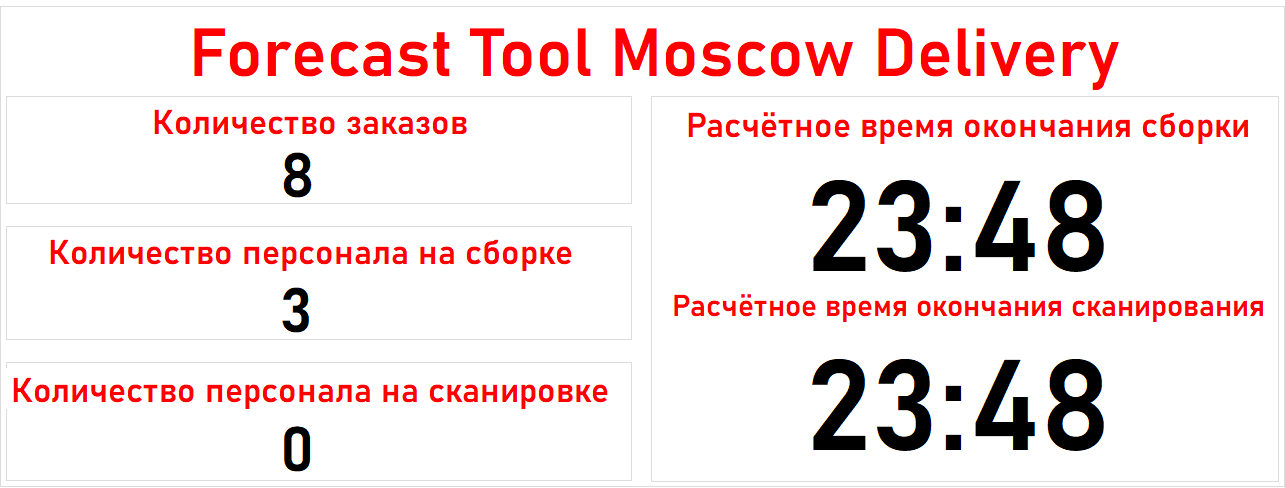 Forecast Tool Moscow Delivery
Количество заказов
8
Количество персонала на сборке
3
Количество персонала на сканировке
0
Расчётное время окончания сборки
23:48
Расчётное время окончания сканирования
23:48